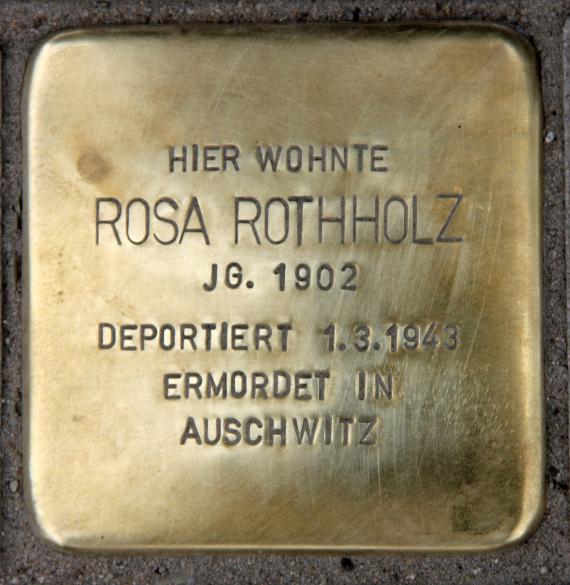 HIER WOHNTE
ROSA ROTHHOLZ
JG. 1902
DEPORTIERT 1.3.1943
ERMORDET IN
AUSCHWITZ